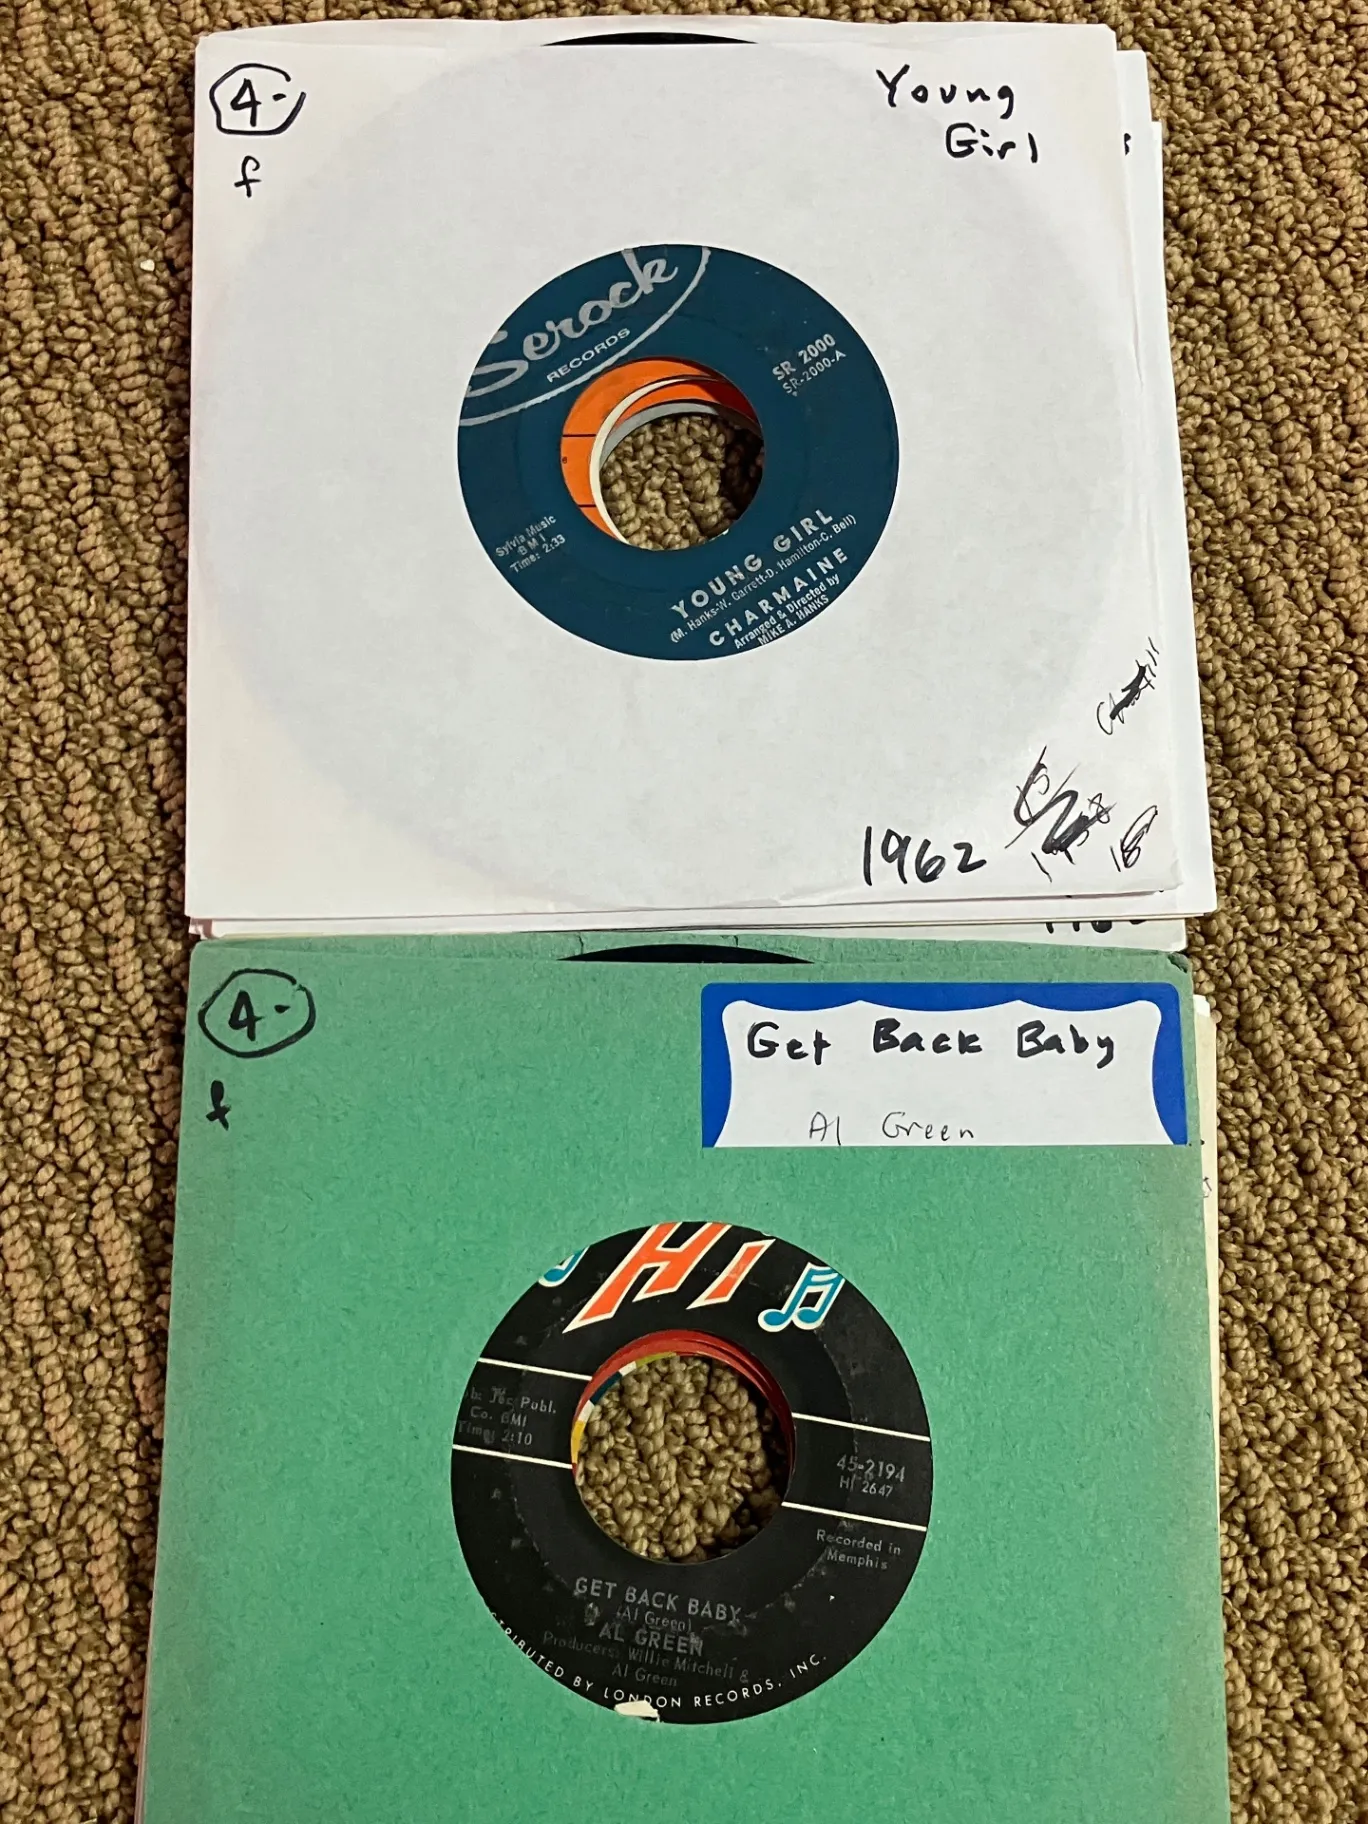 4-
f
Young
Girl
Serock
RECORDS
SR 2000
SR-2000-A
Sylvia Music
BMI
Time: 2:33
YOUNG GIRL
(M. Hanks-W. Garrett-D. Hamilton-C. Bell)
CHARMAINE
Arranged & Directed by
MIKE A. HANKS
1962
4-
f
Get Back Baby
Al Green
HI
Publ.
Co. BMI
Time: 2:10
45-2194
HI 2647
Recorded in
Memphis
GET BACK BABY
(Al Green)
AL GREEN
Producers: Willie Mitchell &
Al Green
STRIBUTED BY LONDON RECORDS, INC.